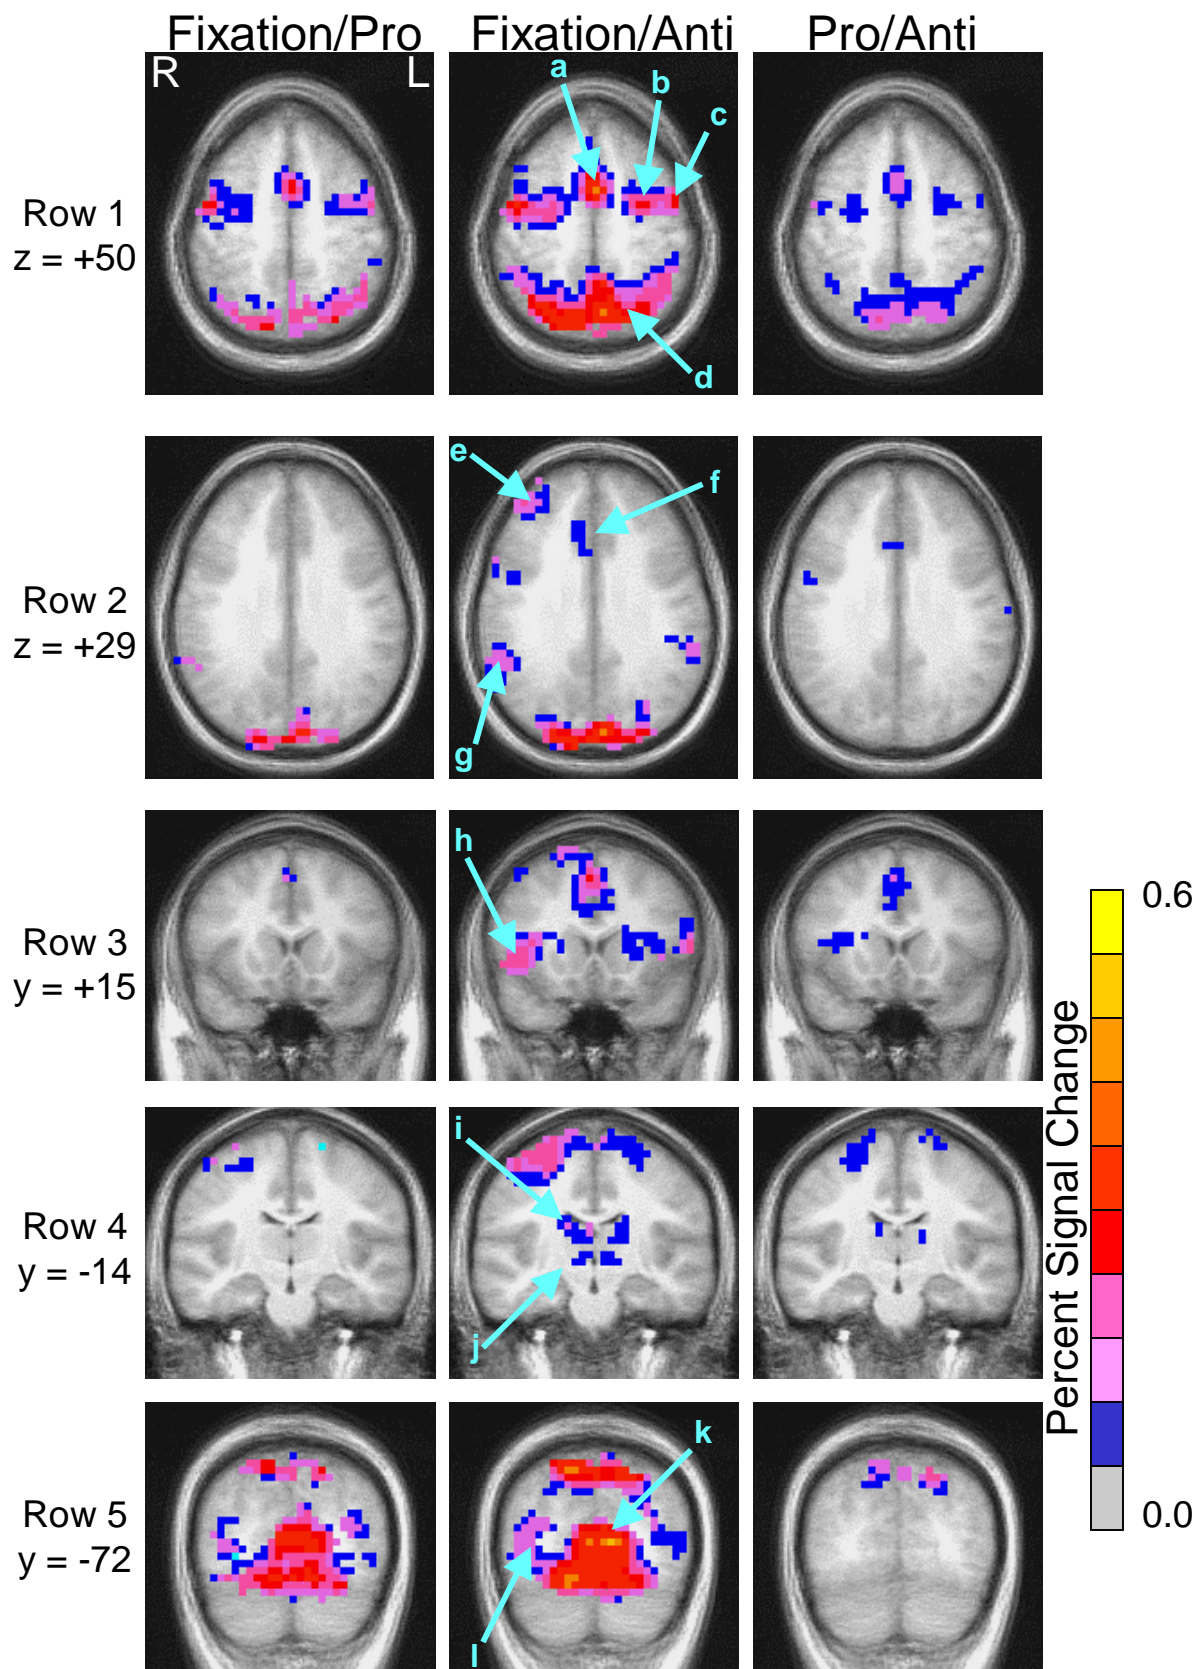 Fixation/Pro Fixation/Anti Pro/Anti
R L a b c
Row 1
z = +50
d
e f
Row 2
z = +29
g
h
Row 3
y = +15
0.6
Percent Signal Change
i
Row 4
y = -14
j
k
Row 5
y = -72
0.0
l